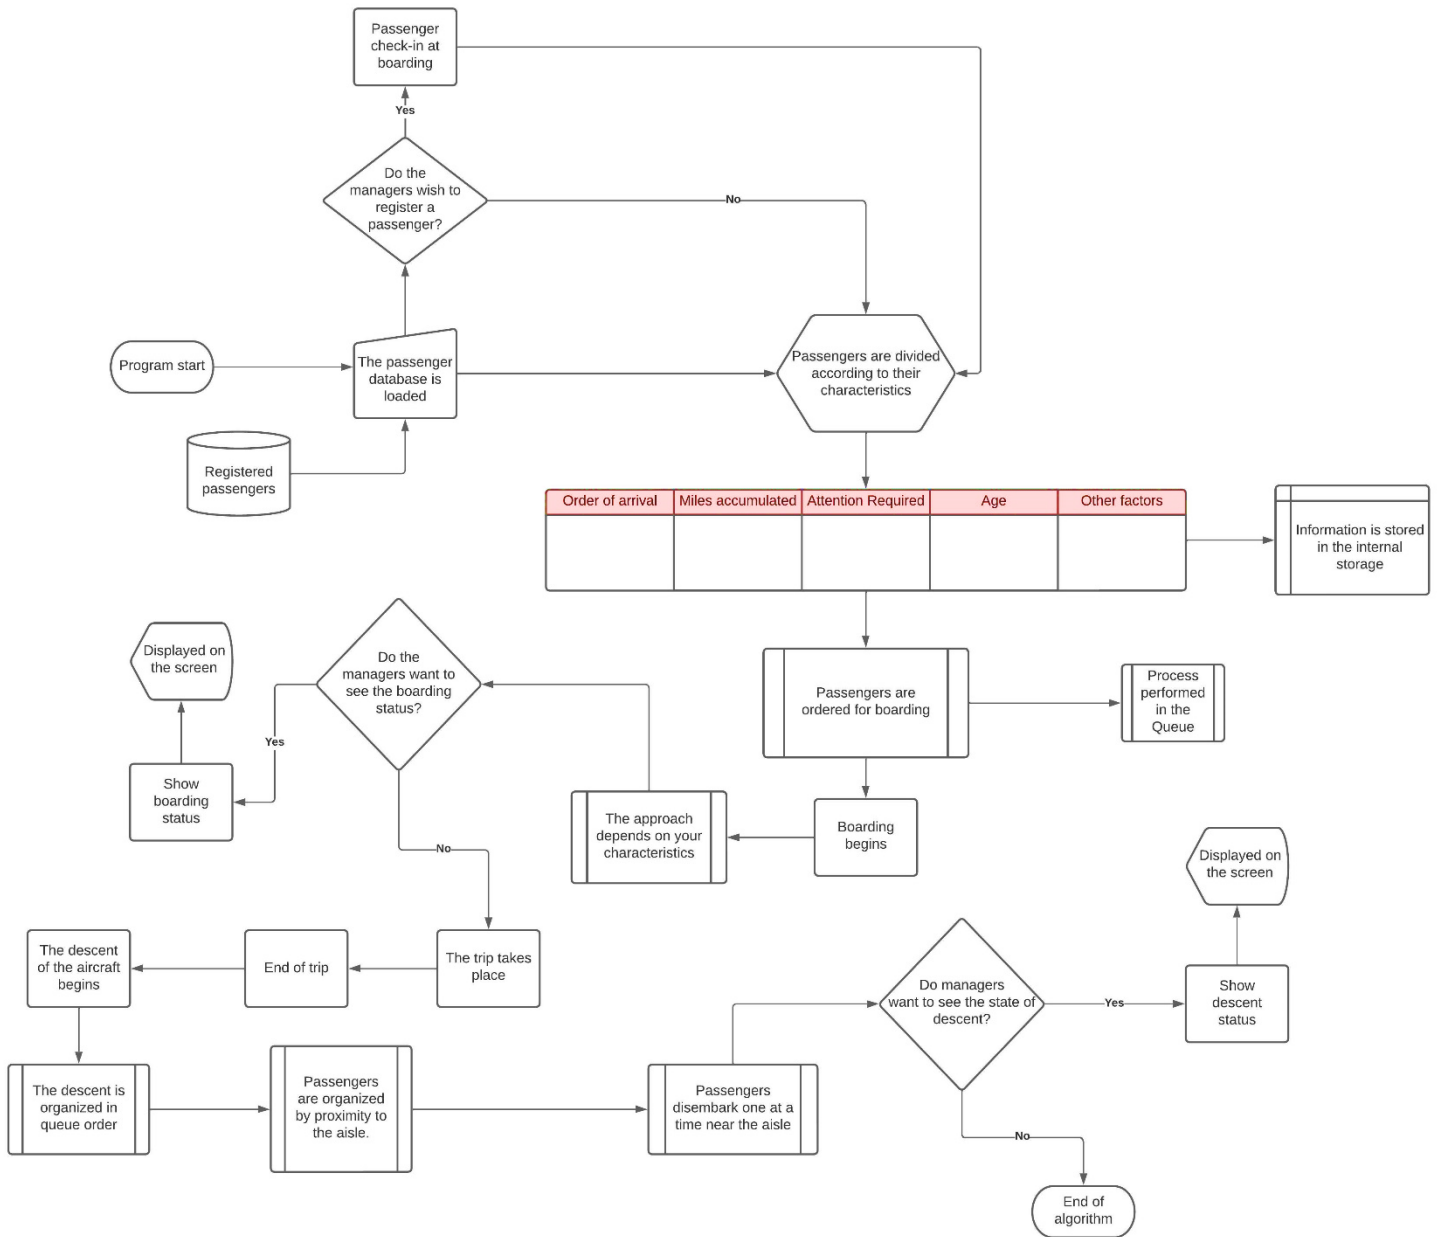 Passenger
check-in at
boarding
Yes
Do the
managers wish to
register a
passenger?
No
Program start
The passenger
database is
loaded
Passengers are divided
according to their
characteristics
Registered
passengers
Order of arrival
Miles accumulated
Attention Required
Age
Other factors
Information is stored
in the internal
storage
Displayed on
the screen
Do the
managers want to
see the boarding
status?
Passengers are
ordered for boarding
Process
performed
in the
Queue
Yes
Show
boarding
status
No
The approach
depends on your
characteristics
Boarding
begins
Displayed on
the screen
The descent
of the aircraft
begins
End of trip
The trip takes
place
Do managers
want to see the state of
descent?
Yes
Show
descent
status
The descent is
organized in
queue order
Passengers
are organized
by proximity to
the aisle.
Passengers
disembark one at a
time near the aisle
No
End of
algorithm